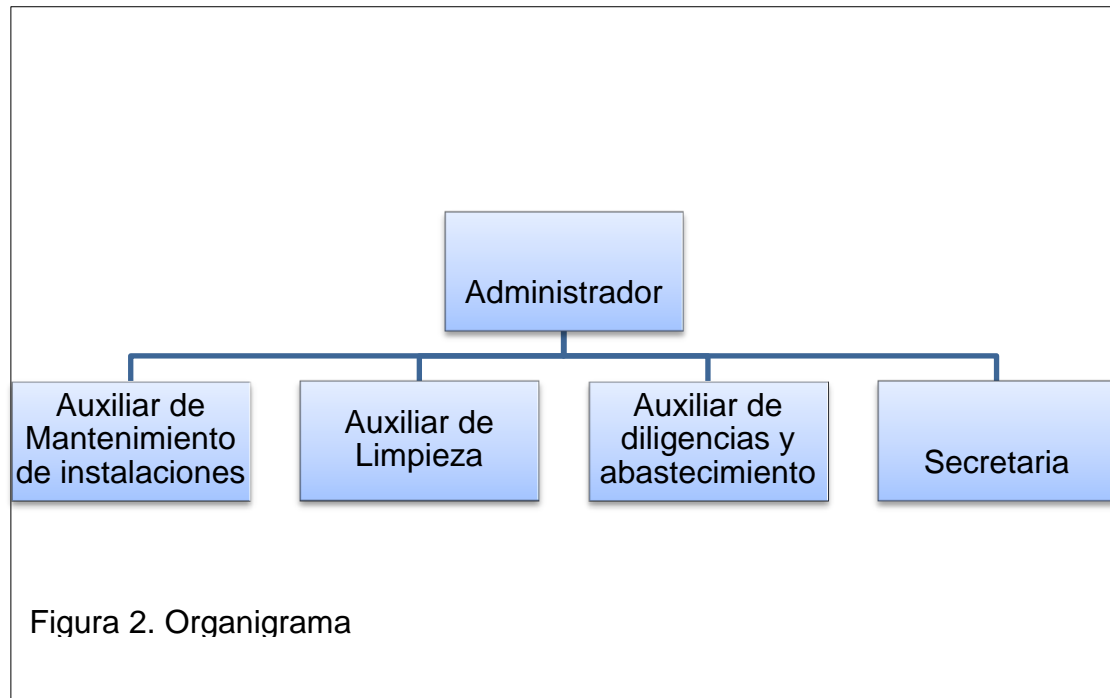 Administrador
Auxiliar de
Mantenimiento
de instalaciones
Auxiliar de
Limpieza
Auxiliar de
diligencias y
abastecimiento
Secretaria
Figura 2. Organigrama